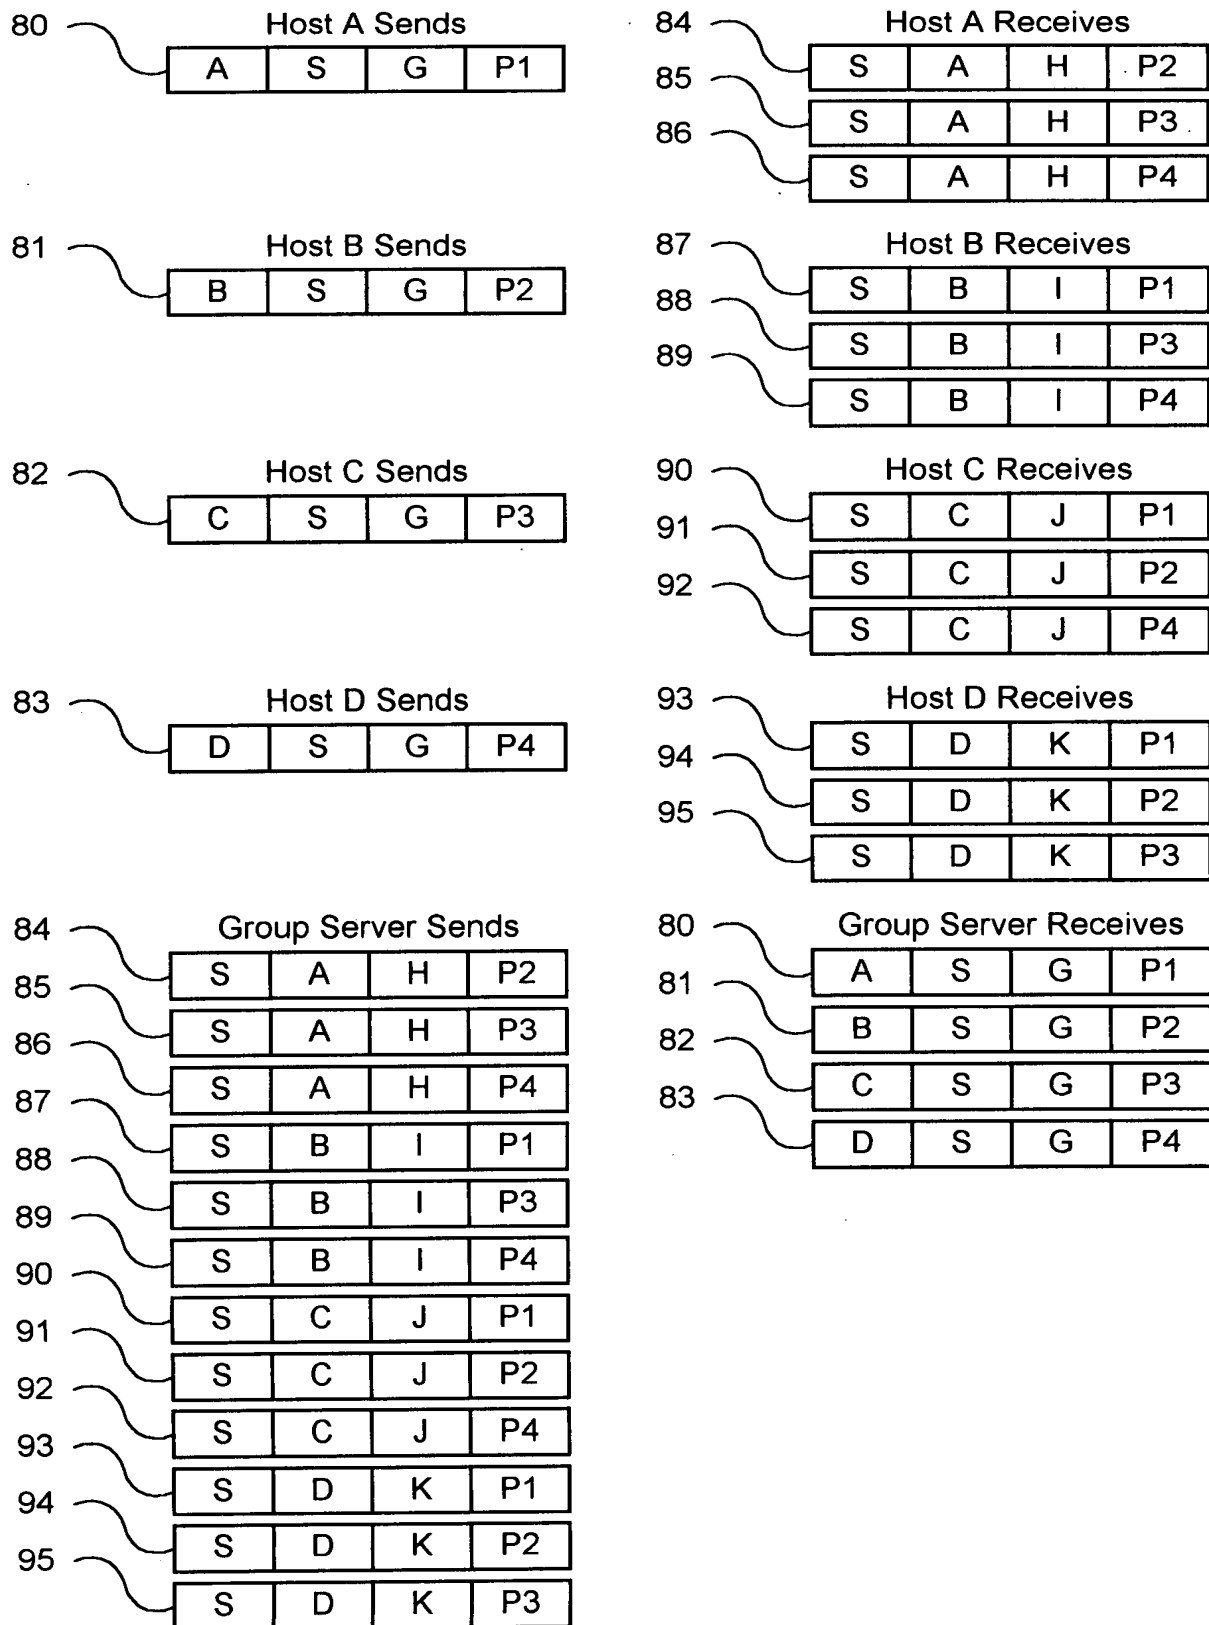 80 Host A Sends
A S G P1
84 Host A Receives
85
86
S A H P2
S A H P3
S A H P4
81 Host B Sends
B S G P2
87 Host B Receives
88
89
S B I P1
S B I P3
S B I P4
82 Host C Sends
C S G P3
90 Host C Receives
91
92
S C J P1
S C J P2
S C J P4
83 Host D Sends
D S G P4
93 Host D Receives
94
95
S D K P1
S D K P2
S D K P3
Group Server Sends
84 S A H P2
85 S A H P3
86 S A H P4
87 S B I P1
88 S B I P3
89 S B I P4
90 S C J P1
91 S C J P2
92 S C J P4
93 S D K P1
94 S D K P2
95 S D K P3
Group Server Receives
80 A S G P1
81 B S G P2
82 C S G P3
83 D S G P4